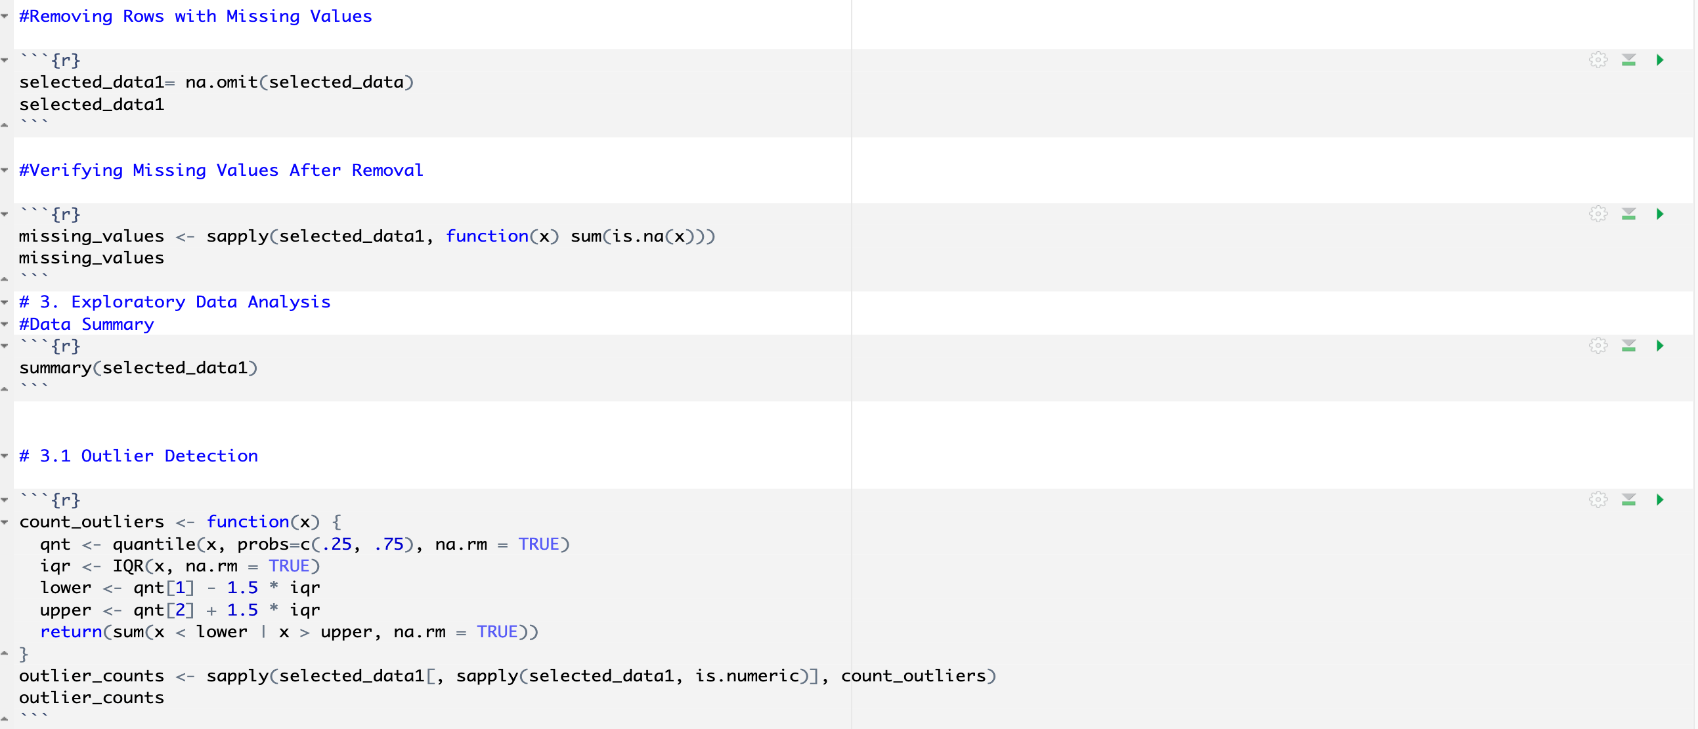 #Removing Rows with Missing Values
```{r}
selected_data1= na.omit(selected_data)
selected_data1
```
#Verifying Missing Values After Removal
```{r}
missing_values <- sapply(selected_data1, function(x) sum(is.na(x)))
missing_values
```
# 3. Exploratory Data Analysis
#Data Summary
```{r}
summary(selected_data1)
```
# 3.1 Outlier Detection
```{r}
count_outliers <- function(x) {
  qnt <- quantile(x, probs=c(.25, .75), na.rm = TRUE)
  iqr <- IQR(x, na.rm = TRUE)
  lower <- qnt[1] - 1.5 * iqr
  upper <- qnt[2] + 1.5 * iqr
  return(sum(x < lower | x > upper, na.rm = TRUE))
}
outlier_counts <- sapply(selected_data1[, sapply(selected_data1, is.numeric)], count_outliers)
outlier_counts
```